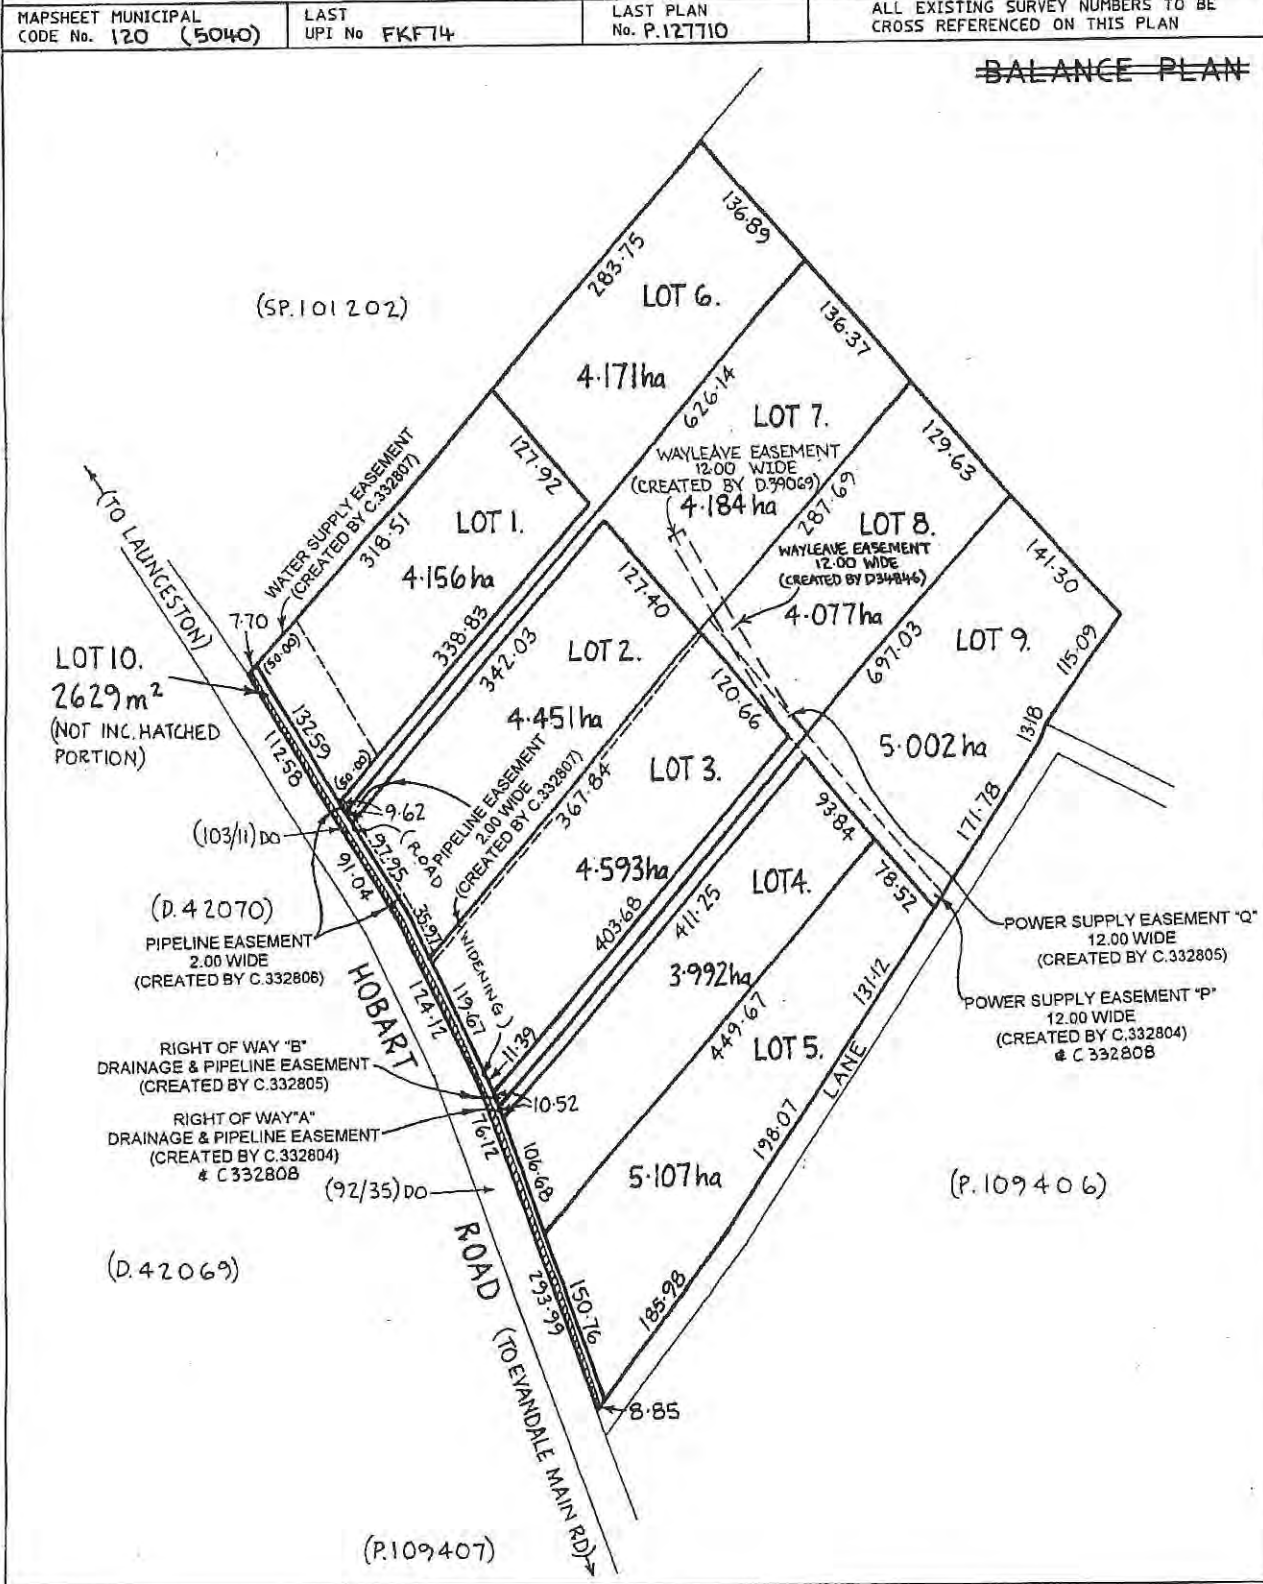 MAPSHEET MUNICIPAL
CODE No. 120 (5040)
LAST
UPI No FKF74
LAST PLAN
No. P.127710
ALL EXISTING SURVEY NUMBERS TO BE
CROSS REFERENCED ON THIS PLAN
BALANCE PLAN
136.89
283.75
LOT 6.
(SP.101202)
136.37
4.171ha
626.14
LOT 7.
WAYLEAVE EASEMENT
12.00 WIDE
(CREATED BY D.39069)
4.184ha
129.63
127.92
WATER SUPPLY EASEMENT
(CREATED BY C.332807)
318.51
LOT 1.
4.156ha
287.69
LOT 8.
WAYLEAVE EASEMENT
12.00 WIDE
(CREATED BY D34846)
4.077ha
141.30
(TO LAUNCESTON)
127.40
7.70
(50.00)
338.83
342.03
LOT 2.
697.03
LOT 9.
115.09
LOT 10.
2629m²
(NOT INC. HATCHED
PORTION)
132.59
112.58
(50.00)
4.451ha
120.66
5.002ha
13.18
PIPELINE EASEMENT
2.00 WIDE
(CREATED BY C.332807)
367.84
LOT 3.
9.62
(103/11) DO
97.95
(ROAD
91.04
93.84
171.78
4.593ha
LOT 4.
78.52
(D.42070)
35.97
PIPELINE EASEMENT
2.00 WIDE
(CREATED BY C.332806)
WIDENING)
403.68
411.25
POWER SUPPLY EASEMENT "Q"
12.00 WIDE
(CREATED BY C.332805)
HOBART
124.12
119.67
3.992ha
131.12
POWER SUPPLY EASEMENT "P"
12.00 WIDE
(CREATED BY C.332804)
& C 332808
449.67
LOT 5.
LANE
11.39
RIGHT OF WAY "B"
DRAINAGE & PIPELINE EASEMENT
(CREATED BY C.332805)
10.52
RIGHT OF WAY "A"
DRAINAGE & PIPELINE EASEMENT
(CREATED BY C.332804)
& C332808
76.12
106.68
198.07
5.107ha
(92/35) DO
(P.109406)
ROAD
(D.42069)
293.99
150.76
185.98
(TO EVANDALE MAIN RD)
8.85
(P.109407)